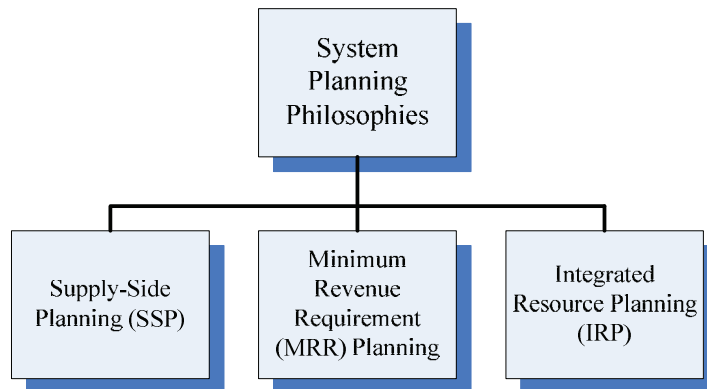 System
Planning
Philosophies
Supply-Side
Planning (SSP)
Minimum
Revenue
Requirement
(MRR) Planning
Integrated
Resource Planning
(IRP)